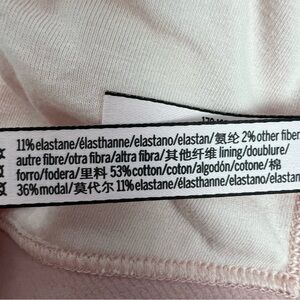 11% elastane/élasthanne/elastano/elastan/氨纶 2% other fiber
autre fibre/otra fibra/altra fibra/其他纤维 lining/doublure/
forro/fodera/里料 53% cotton/coton/algodón/cotone/棉
36% modal/莫代尔 11% elastane/élasthanne/elastano/elastan